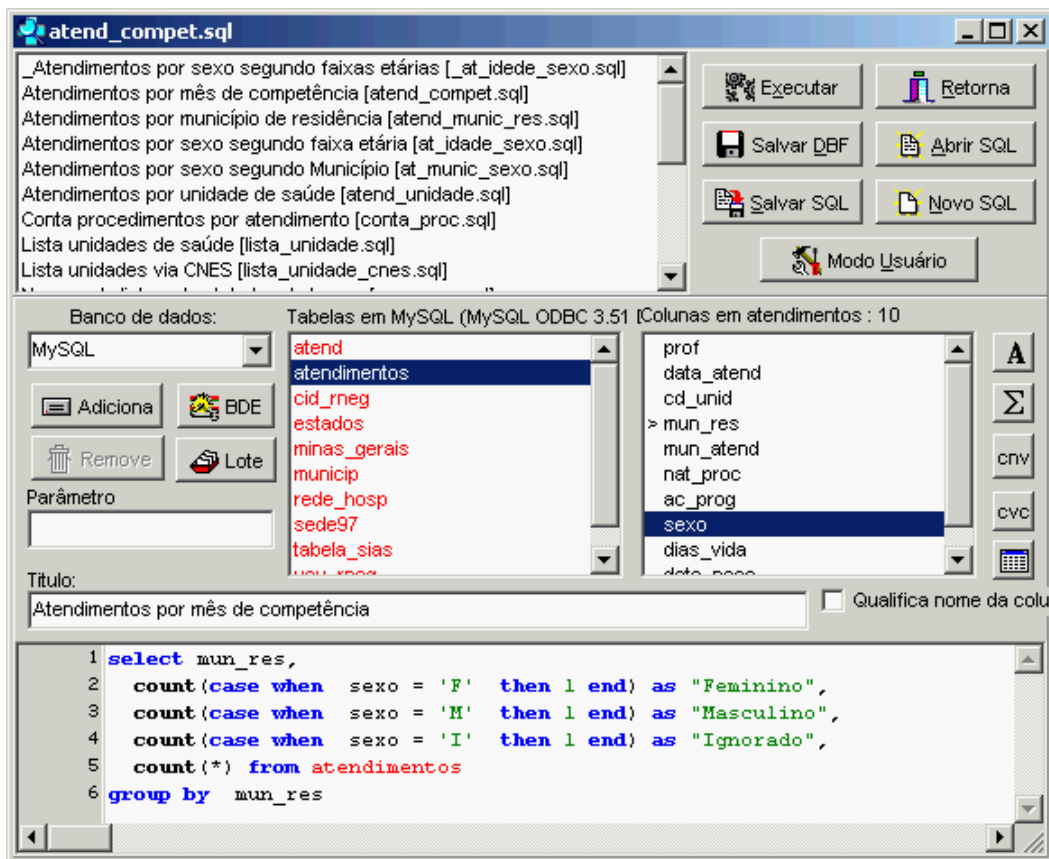 atend_compet.sql
_Atendimentos por sexo segundo faixas etárias [_at_idede_sexo.sql]
Atendimentos por mês de competência [atend_compet.sql]
Atendimentos por município de residência [atend_munic_res.sql]
Atendimentos por sexo segundo faixa etária [at_idade_sexo.sql]
Atendimentos por sexo segundo Município [at_munic_sexo.sql]
Atendimentos por unidade de saúde [atend_unidade.sql]
Conta procedimentos por atendimento [conta_proc.sql]
Lista unidades de saúde [lista_unidade.sql]
Lista unidades via CNES [lista_unidade_cnes.sql]
Executar
Retorna
Salvar DBF
Abrir SQL
Salvar SQL
Novo SQL
Modo Usuário
Banco de dados:
MySQL
Adiciona
BDE
Remove
Lote
Parâmetro
Tabelas em MySQL (MySQL ODBC 3.51 [
atend
atendimentos
cid_rneg
estados
minas_gerais
municip
rede_hosp
sede97
tabela_sias
Colunas em atendimentos : 10
prof
data_atend
cd_unid
> mun_res
mun_atend
nat_proc
ac_prog
sexo
dias_vida
A
Σ
cnv
cvc
Título:
Atendimentos por mês de competência
Qualifica nome da colu
1 select mun_res,
2 count(case when sexo = 'F' then 1 end) as "Feminino",
3 count(case when sexo = 'M' then 1 end) as "Masculino",
4 count(case when sexo = 'I' then 1 end) as "Ignorado",
5 count(*) from atendimentos
6 group by mun_res